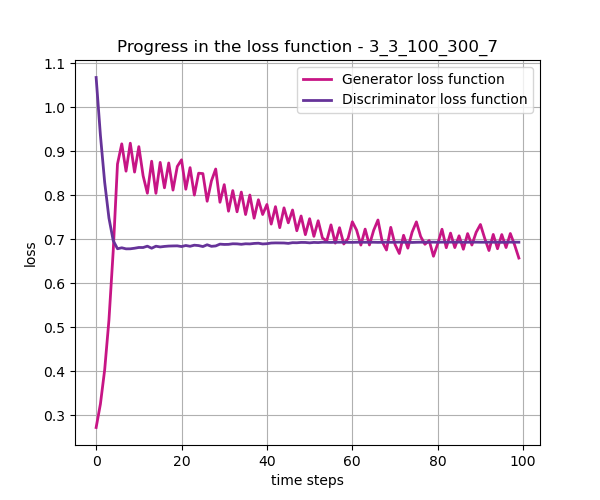 Progress in the loss function - 3_3_100_300_7
Generator loss function
Discriminator loss function
1.1
1.0
0.9
0.8
0.7
0.6
0.5
0.4
0.3
loss
0 20 40 60 80 100
time steps